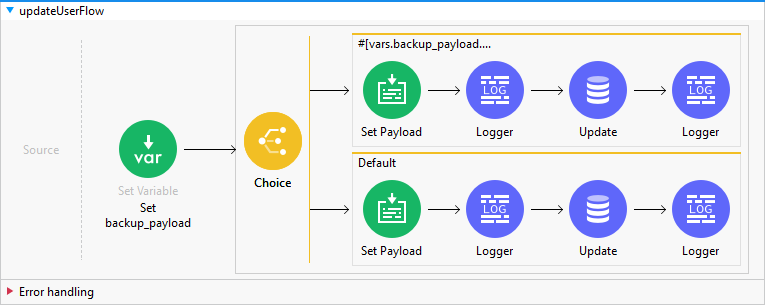 updateUserFlow
Source
var
Set Variable
Set
backup_payload
Choice
#[vars.backup_payload....
Set Payload
LOG
Logger
Update
LOG
Logger
Default
Set Payload
LOG
Logger
Update
LOG
Logger
Error handling